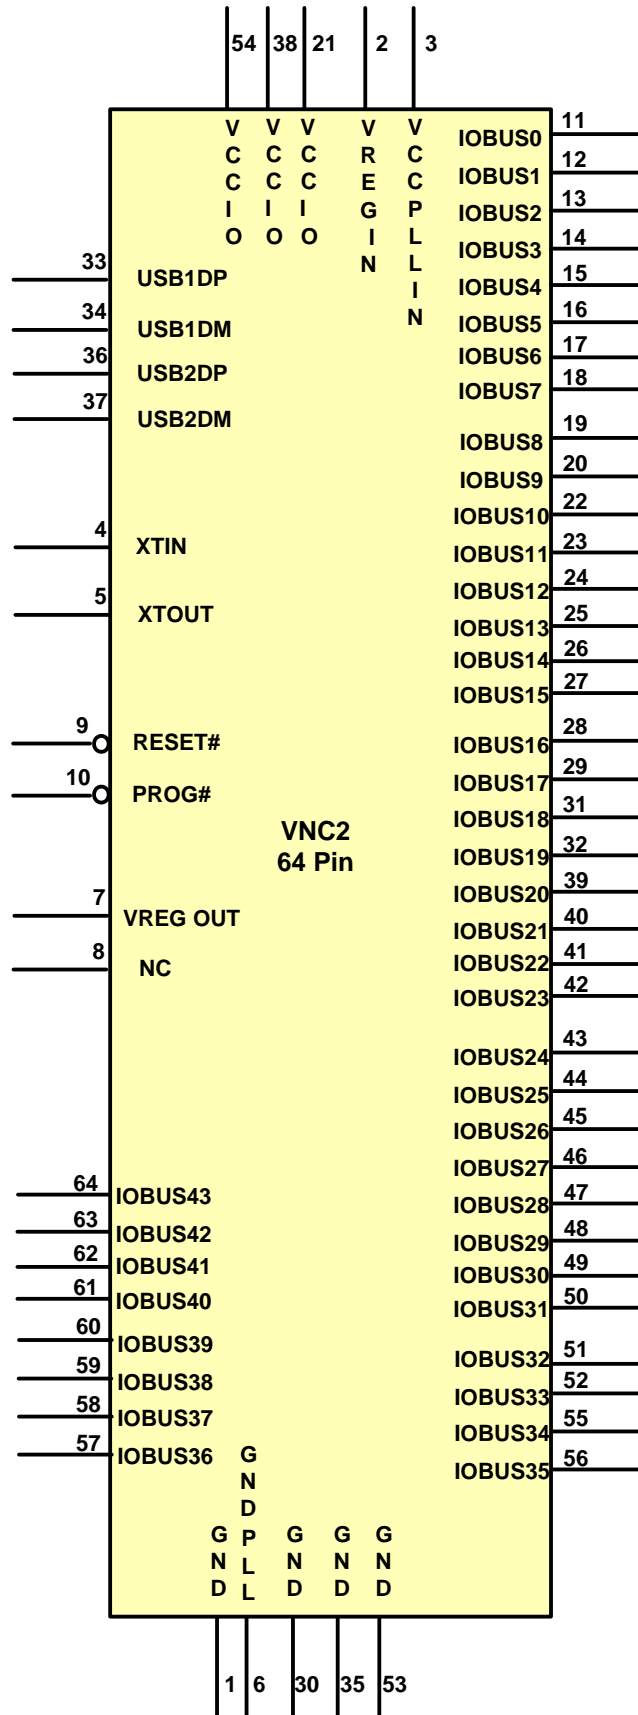 54 38 21 2 3
VCCIO VCCIO VCCIO VREGIN VCCPLLIN
33 USB1DP
34 USB1DM
36 USB2DP
37 USB2DM
4 XTIN
5 XTOUT
9 RESET#
10 PROG#
VNC2
64 Pin
7 VREG OUT
8 NC
64 IOBUS43
63 IOBUS42
62 IOBUS41
61 IOBUS40
60 IOBUS39
59 IOBUS38
58 IOBUS37
57 IOBUS36
IOBUS0 11
IOBUS1 12
IOBUS2 13
IOBUS3 14
IOBUS4 15
IOBUS5 16
IOBUS6 17
IOBUS7 18
IOBUS8 19
IOBUS9 20
IOBUS10 22
IOBUS11 23
IOBUS12 24
IOBUS13 25
IOBUS14 26
IOBUS15 27
IOBUS16 28
IOBUS17 29
IOBUS18 31
IOBUS19 32
IOBUS20 39
IOBUS21 40
IOBUS22 41
IOBUS23 42
IOBUS24 43
IOBUS25 44
IOBUS26 45
IOBUS27 46
IOBUS28 47
IOBUS29 48
IOBUS30 49
IOBUS31 50
IOBUS32 51
IOBUS33 52
IOBUS34 55
IOBUS35 56
GND GNDPLL GND GND GND
1 6 30 35 53